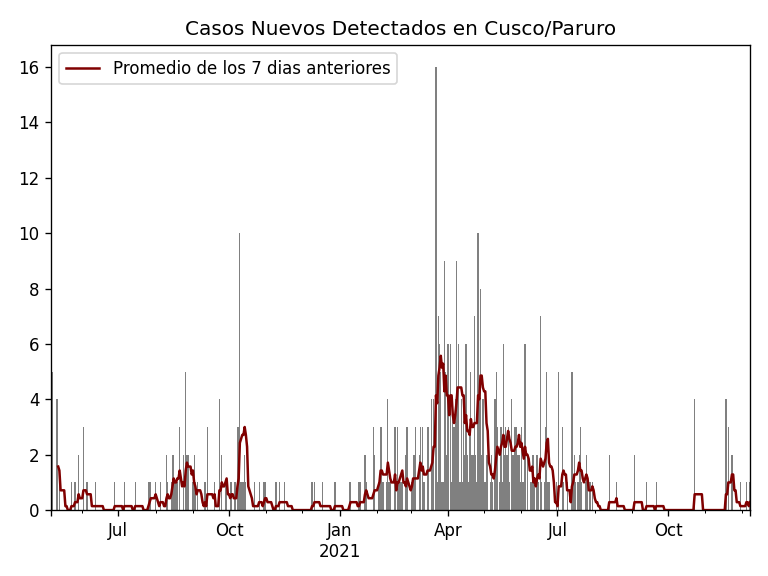 Casos Nuevos Detectados en Cusco/Paruro
Promedio de los 7 dias anteriores
16
14
12
10
8
6
4
2
0
Jul
Oct
Jan
2021
Apr
Jul
Oct